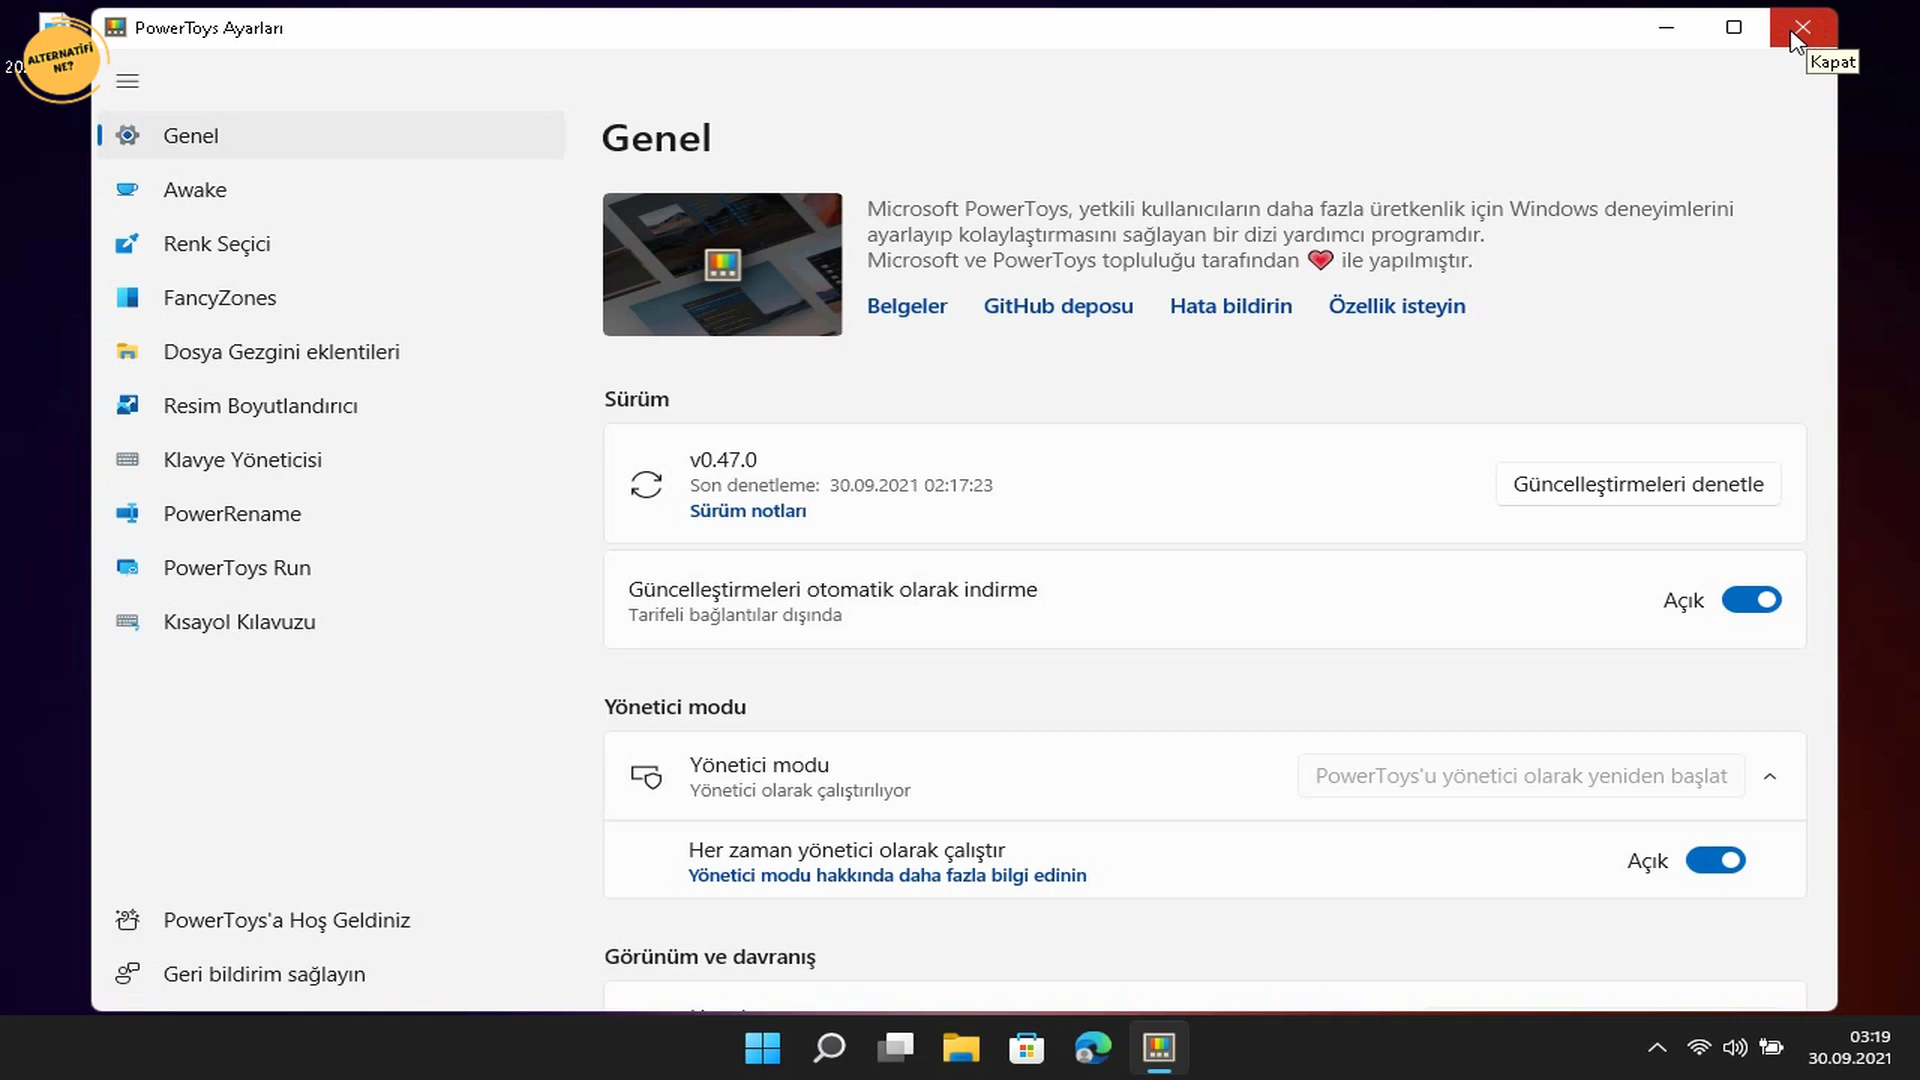 PowerToys Ayarları
Kapat
ALTERNATİFİ
NE?
20.
Genel
Awake
Renk Seçici
FancyZones
Dosya Gezgini eklentileri
Resim Boyutlandırıcı
Klavye Yöneticisi
PowerRename
PowerToys Run
Kısayol Kılavuzu
PowerToys'a Hoş Geldiniz
Geri bildirim sağlayın
Genel
Microsoft PowerToys, yetkili kullanıcıların daha fazla üretkenlik için Windows deneyimlerini
ayarlayıp kolaylaştırmasını sağlayan bir dizi yardımcı programdır.
Microsoft ve PowerToys topluluğu tarafından ile yapılmıştır.
Belgeler GitHub deposu Hata bildirin Özellik isteyin
Sürüm
v0.47.0
Son denetleme: 30.09.2021 02:17:23
Sürüm notları
Güncelleştirmeleri denetle
Güncelleştirmeleri otomatik olarak indirme
Tarifeli bağlantılar dışında
Açık
Yönetici modu
Yönetici modu
Yönetici olarak çalıştırılıyor
PowerToys'u yönetici olarak yeniden başlat
Her zaman yönetici olarak çalıştır
Yönetici modu hakkında daha fazla bilgi edinin
Açık
Görünüm ve davranış
03:19
30.09.2021